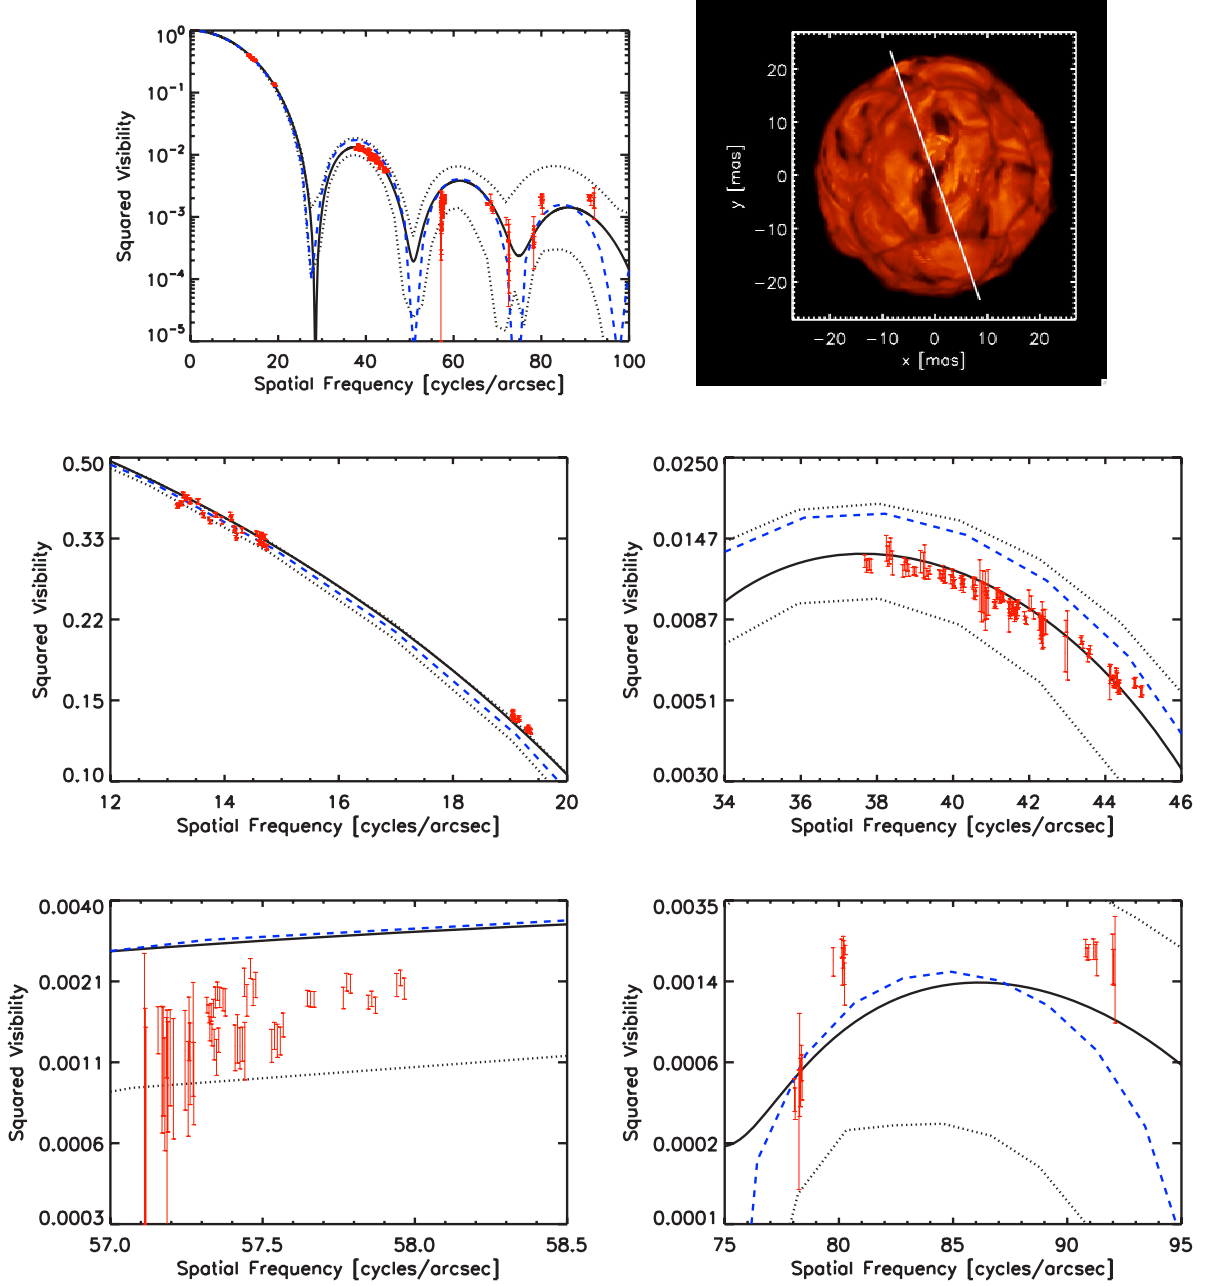 10⁰
10⁻¹
10⁻²
10⁻³
10⁻⁴
10⁻⁵
Squared Visibility
0 20 40 60 80 100
Spatial Frequency [cycles/arcsec]
20
10
0
−10
−20
y [mas]
−20 −10 0 10 20
x [mas]
0.50
0.33
0.22
0.15
0.10
Squared Visibility
12 14 16 18 20
Spatial Frequency [cycles/arcsec]
0.0250
0.0147
0.0087
0.0051
0.0030
Squared Visibility
34 36 38 40 42 44 46
Spatial Frequency [cycles/arcsec]
0.0040
0.0021
0.0011
0.0006
0.0003
Squared Visibility
57.0 57.5 58.0 58.5
Spatial Frequency [cycles/arcsec]
0.0035
0.0014
0.0006
0.0002
0.0001
Squared Visibility
75 80 85 90 95
Spatial Frequency [cycles/arcsec]